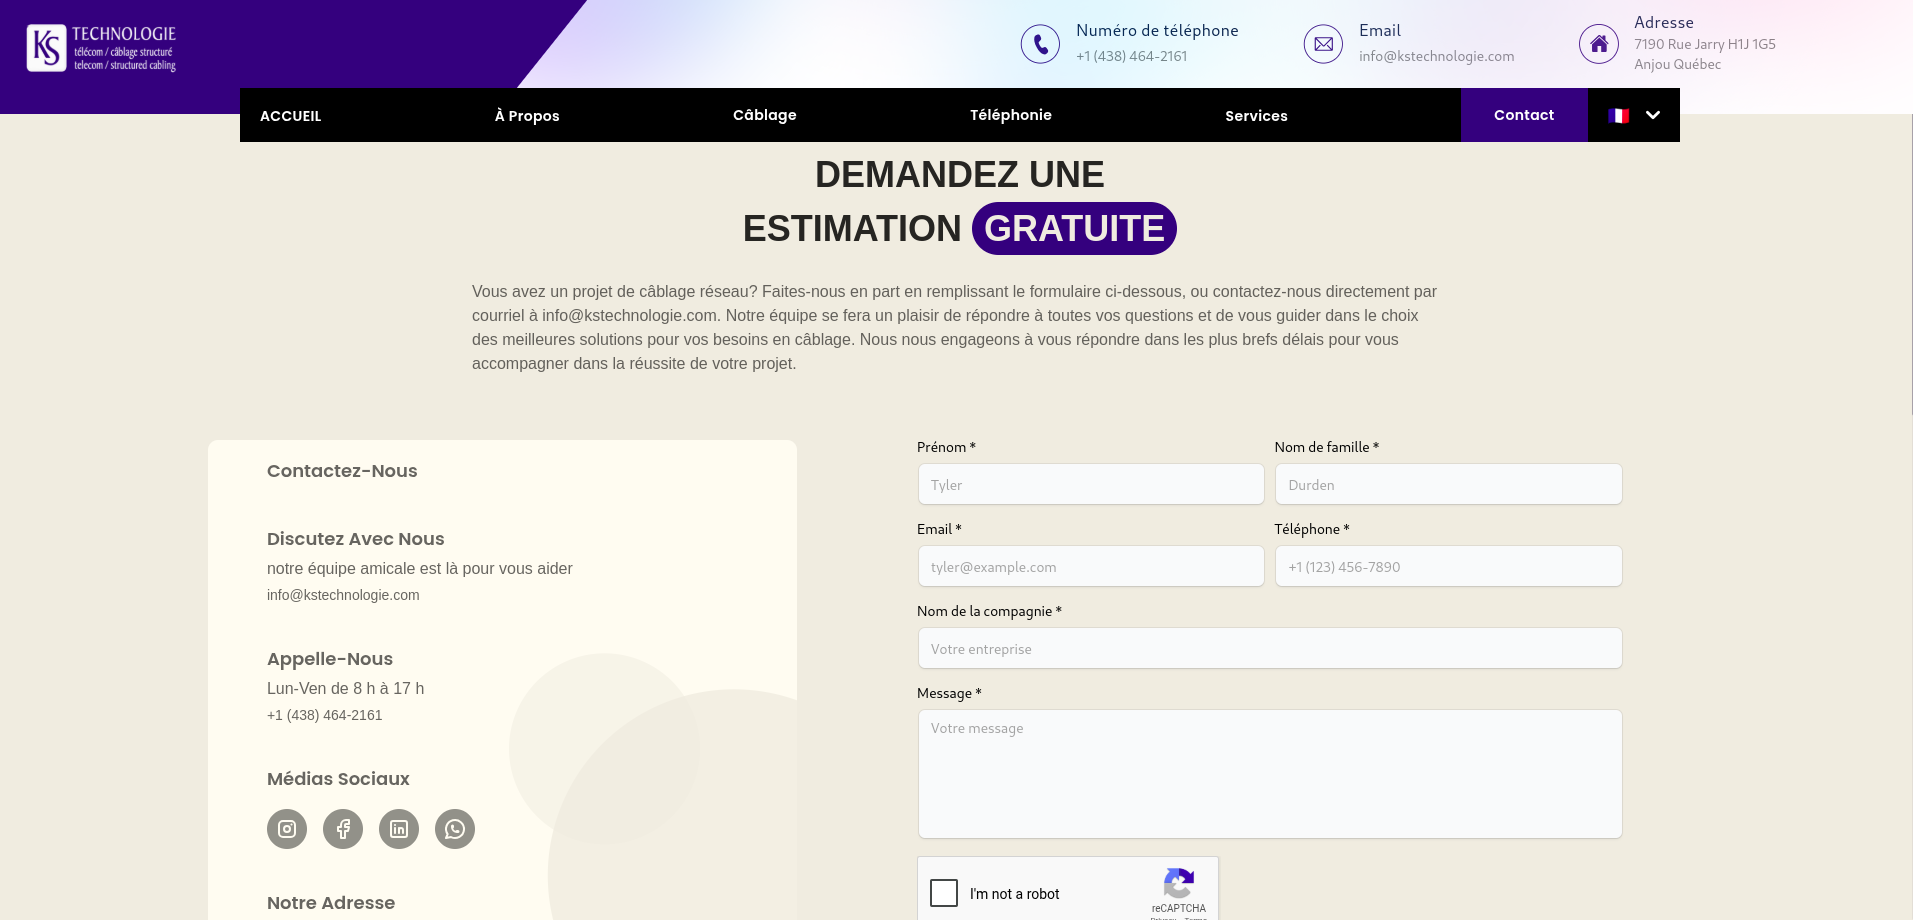 KS TECHNOLOGIE
télécom / câblage structuré
telecom / structured cabling
Numéro de téléphone
+1 (438) 464-2161
Email
info@kstechnologie.com
Adresse
7190 Rue Jarry H1J 1G5
Anjou Québec
ACCUEIL
À Propos
Câblage
Téléphonie
Services
Contact
DEMANDEZ UNE
ESTIMATION GRATUITE
Vous avez un projet de câblage réseau? Faites-nous en part en remplissant le formulaire ci-dessous, ou contactez-nous directement par
courriel à info@kstechnologie.com. Notre équipe se fera un plaisir de répondre à toutes vos questions et de vous guider dans le choix
des meilleures solutions pour vos besoins en câblage. Nous nous engageons à vous répondre dans les plus brefs délais pour vous
accompagner dans la réussite de votre projet.
Contactez-Nous
Discutez Avec Nous
notre équipe amicale est là pour vous aider
info@kstechnologie.com
Appelle-Nous
Lun-Ven de 8 h à 17 h
+1 (438) 464-2161
Médias Sociaux
Notre Adresse
Prénom *
Nom de famille *
Tyler
Durden
Email *
Téléphone *
tyler@example.com
+1 (123) 456-7890
Nom de la compagnie *
Votre entreprise
Message *
Votre message
I'm not a robot
reCAPTCHA